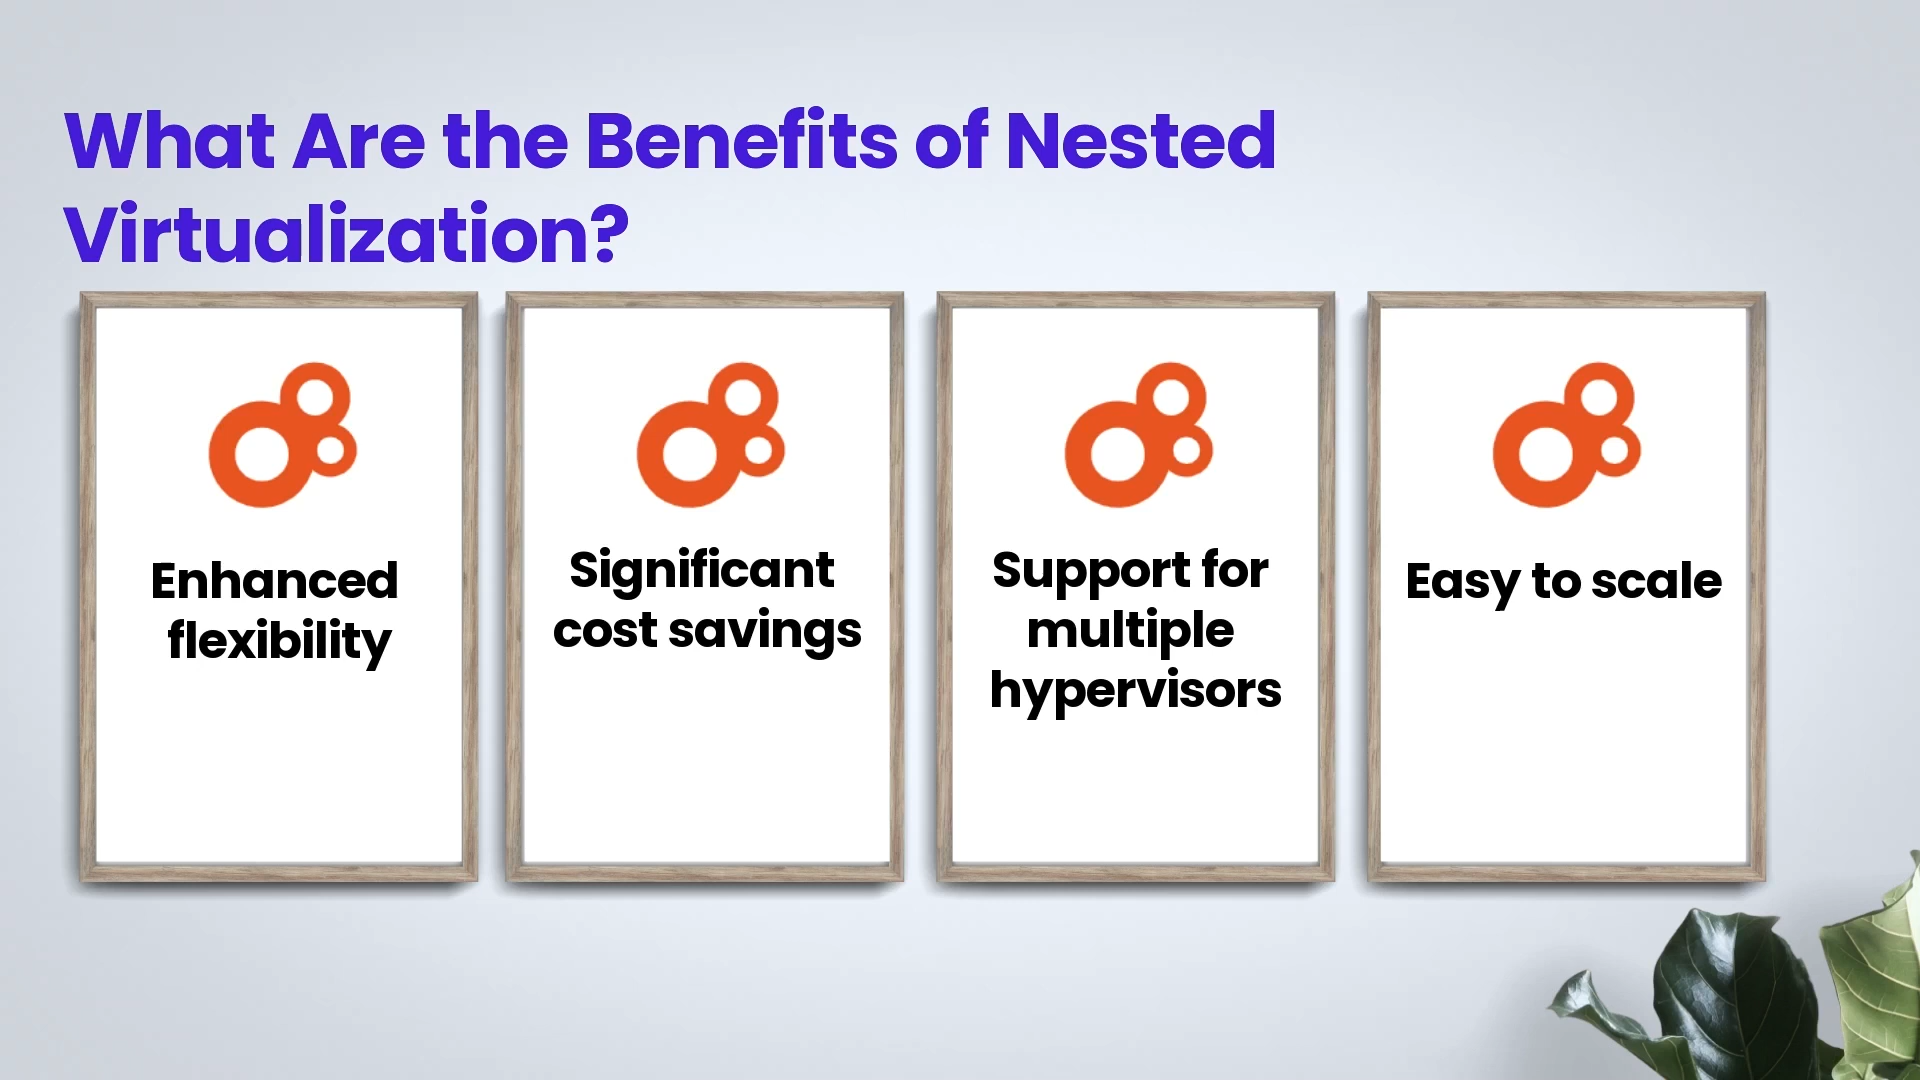 What Are the Benefits of Nested
Virtualization?
Enhanced
flexibility
Significant
cost savings
Support for
multiple
hypervisors
Easy to scale